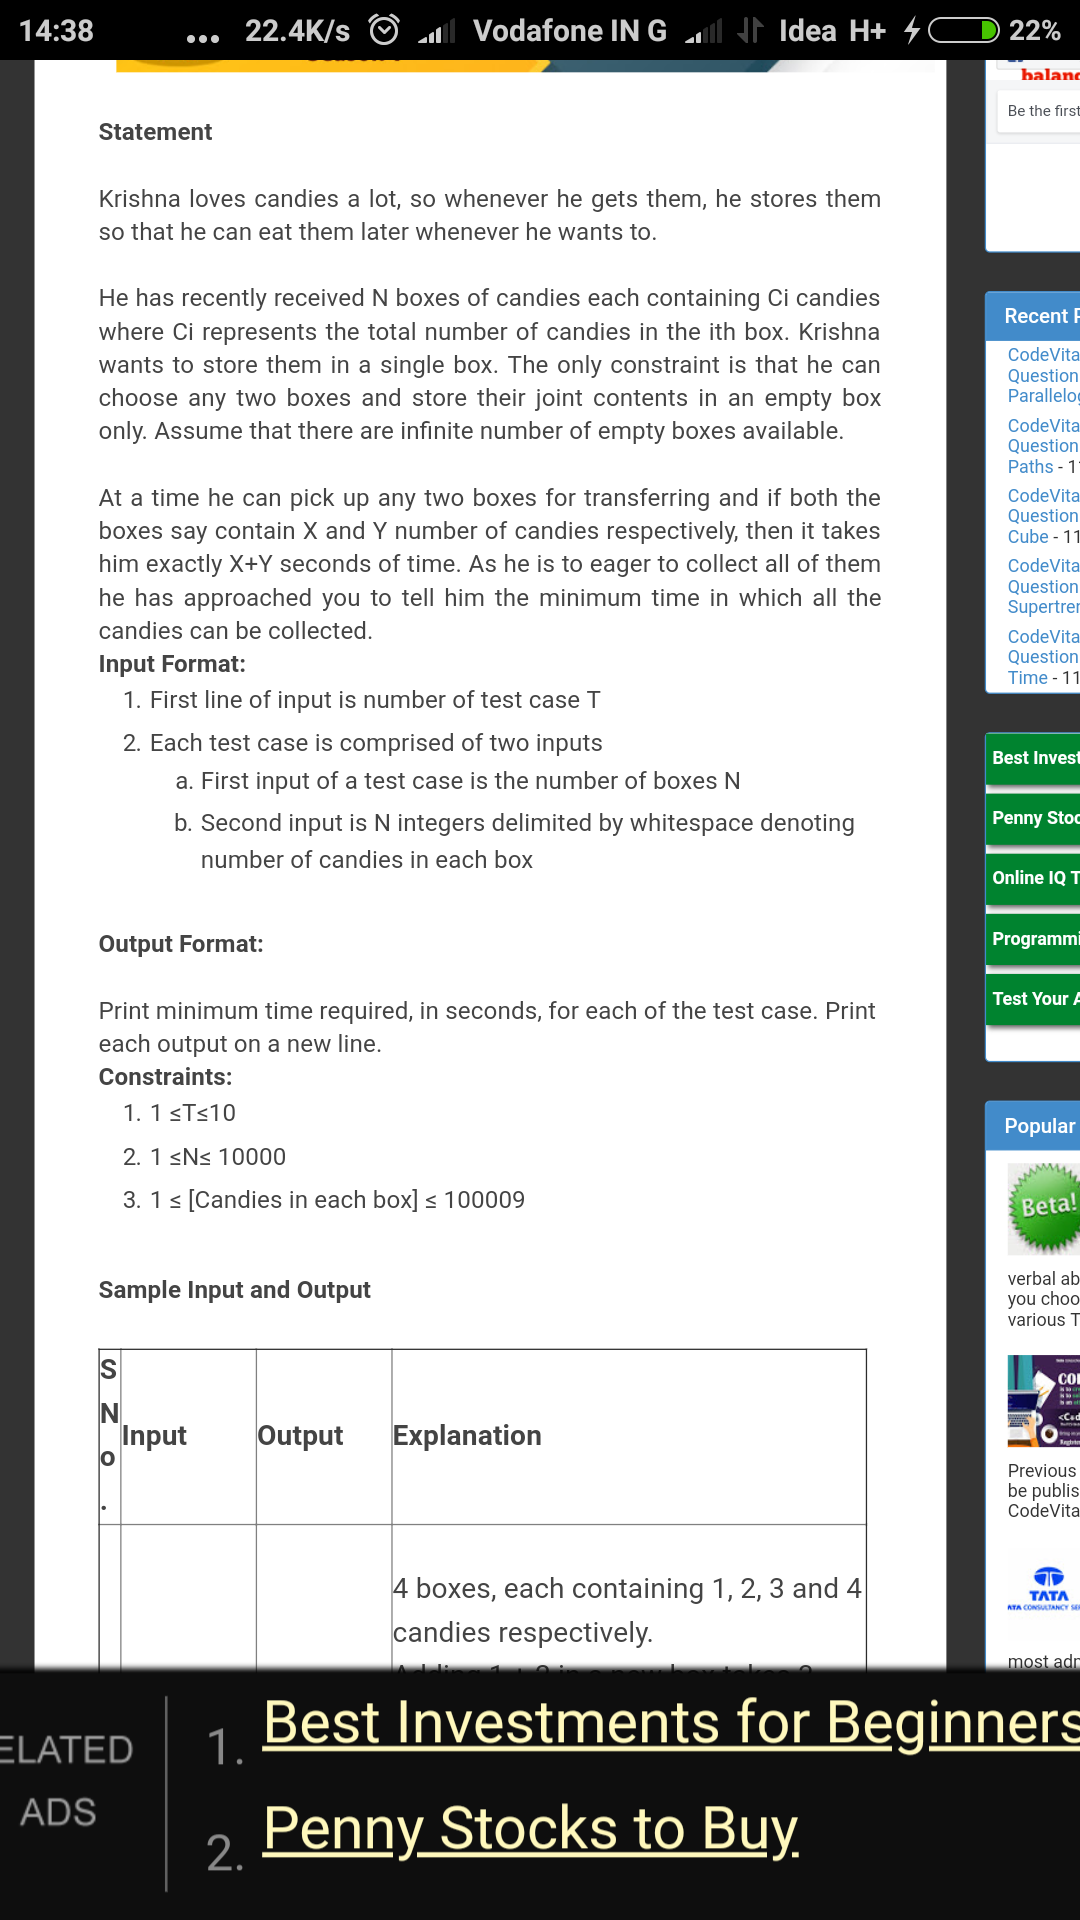 14:38 ... 22.4K/s Vodafone IN G Idea H+ 22%
Statement
Krishna loves candies a lot, so whenever he gets them, he stores them
so that he can eat them later whenever he wants to.
He has recently received N boxes of candies each containing Ci candies
where Ci represents the total number of candies in the ith box. Krishna
wants to store them in a single box. The only constraint is that he can
choose any two boxes and store their joint contents in an empty box
only. Assume that there are infinite number of empty boxes available.
At a time he can pick up any two boxes for transferring and if both the
boxes say contain X and Y number of candies respectively, then it takes
him exactly X+Y seconds of time. As he is to eager to collect all of them
he has approached you to tell him the minimum time in which all the
candies can be collected.
Input Format:
1. First line of input is number of test case T
2. Each test case is comprised of two inputs
a. First input of a test case is the number of boxes N
b. Second input is N integers delimited by whitespace denoting
number of candies in each box
Output Format:
Print minimum time required, in seconds, for each of the test case. Print
each output on a new line.
Constraints:
1. 1 ≤T≤10
2. 1 ≤N≤ 10000
3. 1 ≤ [Candies in each box] ≤ 100009
Sample Input and Output
S
N
o
.
Input Output Explanation
4 boxes, each containing 1, 2, 3 and 4
candies respectively.
balanc
Be the first
Recent
CodeVita
Question
Parallelog
CodeVita
Question
Paths - 1
CodeVita
Question
Cube - 11
CodeVita
Question
Supertrer
CodeVita
Question
Time - 11
Best Invest
Penny Stoc
Online IQ T
Programmi
Test Your A
Popular
Beta!
verbal ab
you choo
various T
Previous
be publis
CodeVita
TATA
most adm
ELATED
ADS
1. Best Investments for Beginners
2. Penny Stocks to Buy